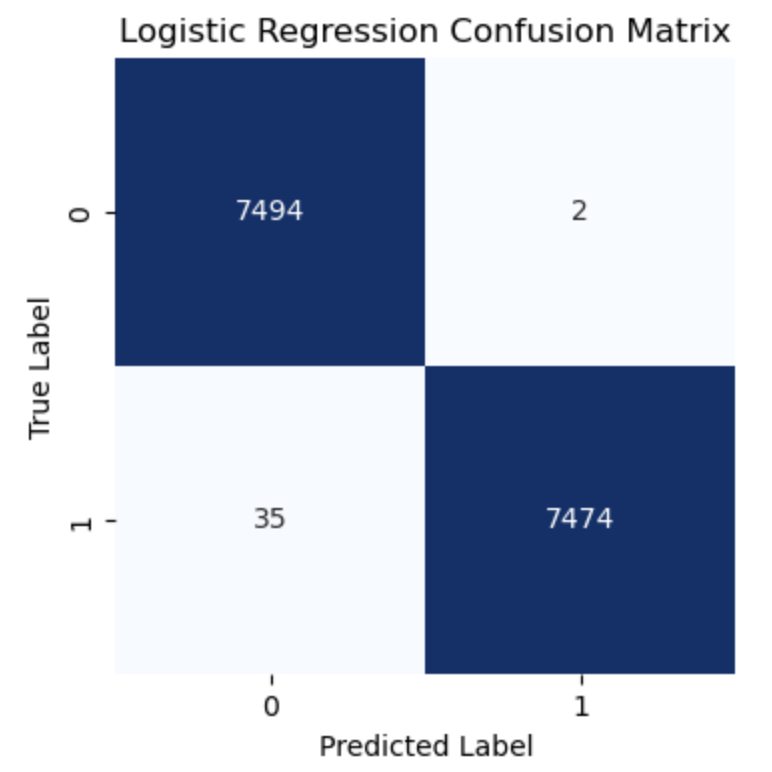 Logistic Regression Confusion Matrix
0
7494
2
True Label
1
35
7474
0
1
Predicted Label